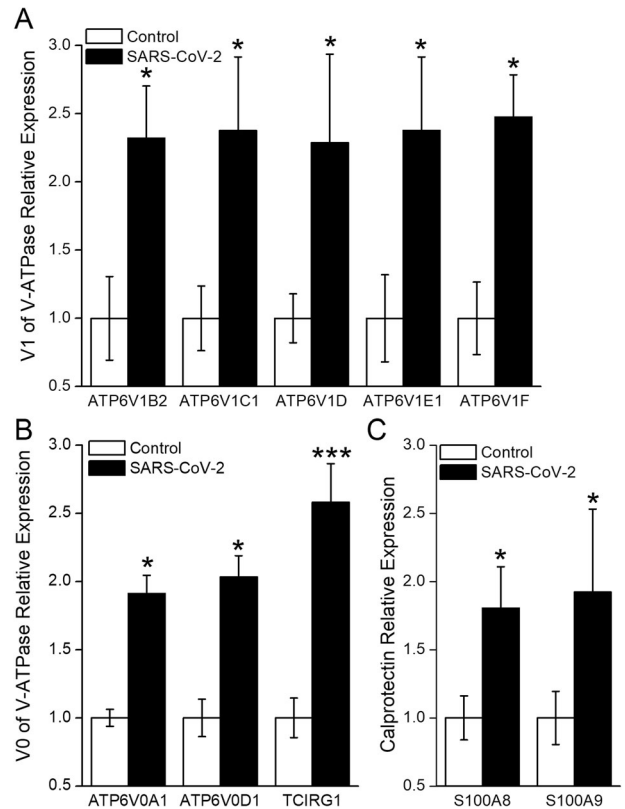 A
V1 of V-ATPase Relative Expression
3.0
2.5
2.0
1.5
1.0
0.5
Control
SARS-CoV-2
* * * * *
ATP6V1B2 ATP6V1C1 ATP6V1D ATP6V1E1 ATP6V1F
B
V0 of V-ATPase Relative Expression
3.0
2.5
2.0
1.5
1.0
0.5
Control
SARS-CoV-2
* * ***
ATP6V0A1 ATP6V0D1 TCIRG1
C
Calprotectin Relative Expression
3.0
2.5
2.0
1.5
1.0
0.5
Control
SARS-CoV-2
* *
S100A8 S100A9